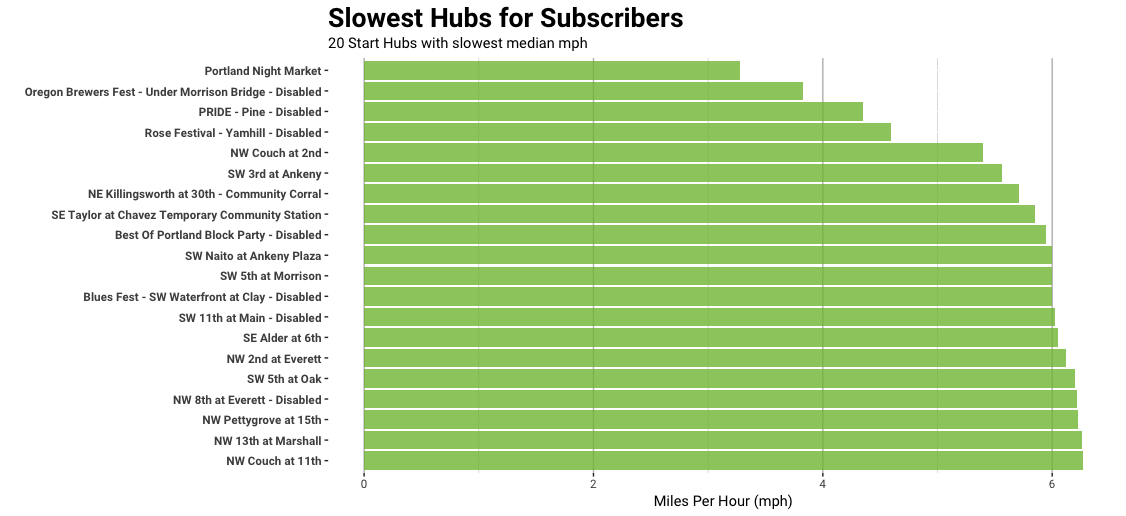 Slowest Hubs for Subscribers
20 Start Hubs with slowest median mph
Portland Night Market
Oregon Brewers Fest - Under Morrison Bridge - Disabled
PRIDE - Pine - Disabled
Rose Festival - Yamhill - Disabled
NW Couch at 2nd
SW 3rd at Ankeny
NE Killingsworth at 30th - Community Corral
SE Taylor at Chavez Temporary Community Station
Best Of Portland Block Party - Disabled
SW Naito at Ankeny Plaza
SW 5th at Morrison
Blues Fest - SW Waterfront at Clay - Disabled
SW 11th at Main - Disabled
SE Alder at 6th
NW 2nd at Everett
SW 5th at Oak
NW 8th at Everett - Disabled
NW Pettygrove at 15th
NW 13th at Marshall
NW Couch at 11th
0 2 4 6
Miles Per Hour (mph)